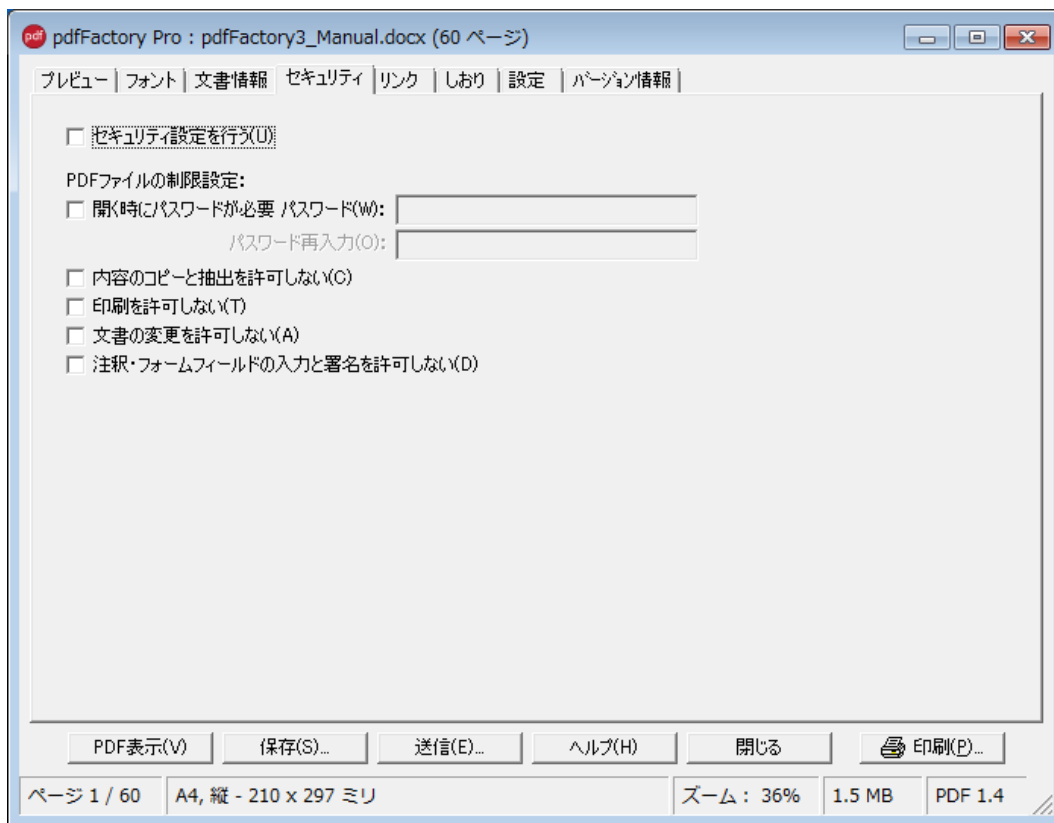 pdf pdfFactory Pro : pdfFactory3_Manual.docx (60 ページ)
プレビュー フォント 文書情報 セキュリティ リンク しおり 設定 バージョン情報
セキュリティ設定を行う(U)
PDFファイルの制限設定:
開く時にパスワードが必要 パスワード(W):
パスワード再入力(O):
内容のコピーと抽出を許可しない(C)
印刷を許可しない(T)
文書の変更を許可しない(A)
注釈・フォームフィールドの入力と署名を許可しない(D)
PDF表示(V) 保存(S)... 送信(E)... ヘルプ(H) 閉じる 印刷(P)...
ページ 1 / 60 A4, 縦 - 210 x 297 ミリ ズーム : 36% 1.5 MB PDF 1.4